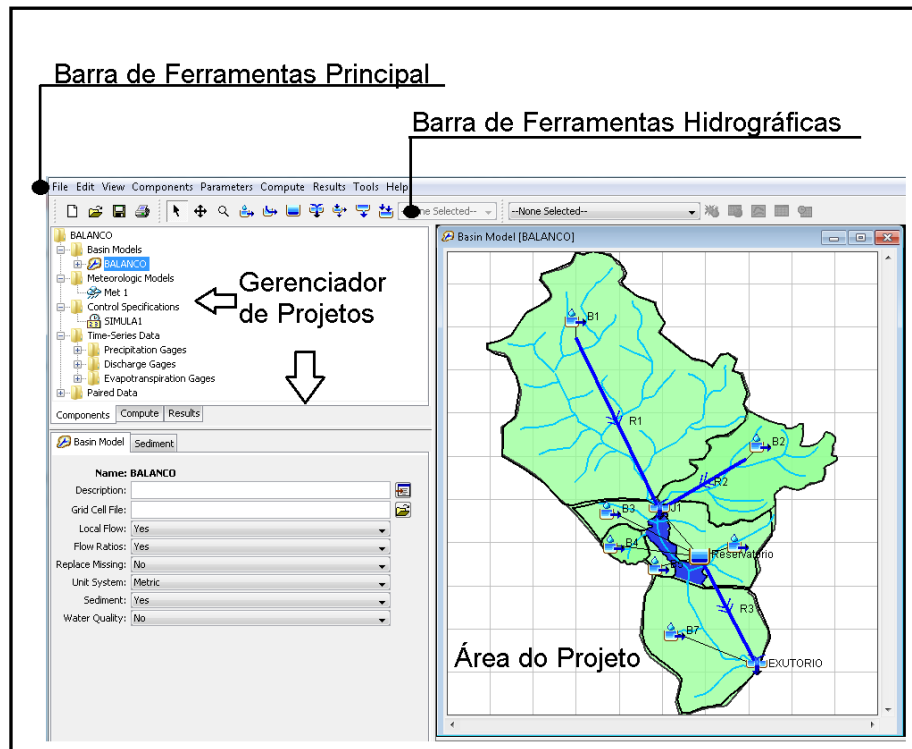 Barra de Ferramentas Principal
Barra de Ferramentas Hidrográficas
File Edit View Components Parameters Compute Results Tools Help
ne Selected-- --None Selected--
BALANCO
Basin Models
BALANCO
Meteorologic Models
Met 1
Control Specifications
SIMULA1
Time-Series Data
Precipitation Gages
Discharge Gages
Evapotranspiration Gages
Paired Data
Gerenciador
de Projetos
Components Compute Results
Basin Model Sediment
Name: BALANCO
Description:
Grid Cell File:
Local Flow: Yes
Flow Ratios: Yes
Replace Missing: No
Unit System: Metric
Sediment: Yes
Water Quality: No
Basin Model [BALANCO]
B1
R1
B2
R2
B3
J1
B4
Reservatorio
R3
B7
EXUTORIO
Área do Projeto